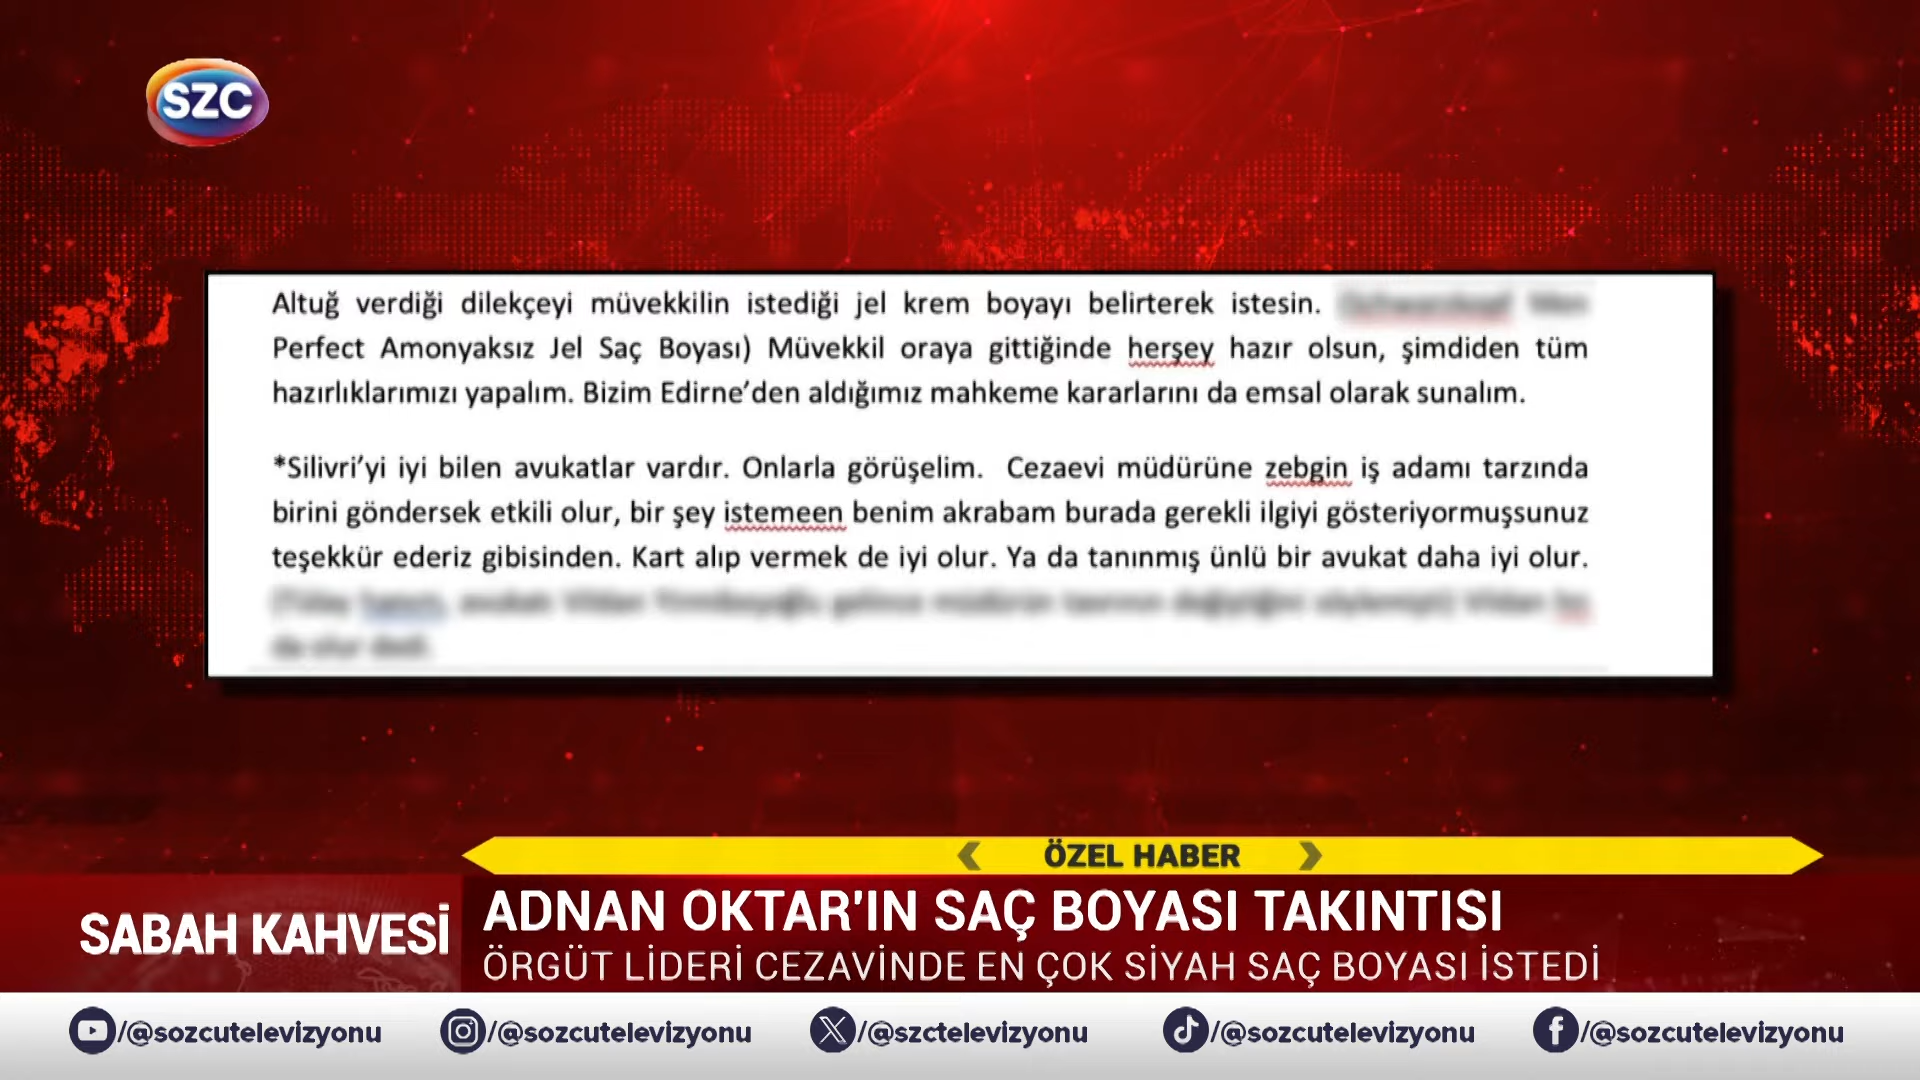 SZC
Altuğ verdiği dilekçeyi müvekkilin istediği jel krem boyayı belirterek istesin.
Perfect Amonyaksız Jel Saç Boyası) Müvekkil oraya gittiğinde herşey hazır olsun, şimdiden tüm
hazırlıklarımızı yapalım. Bizim Edirne'den aldığımız mahkeme kararlarını da emsal olarak sunalım.
*Silivri'yi iyi bilen avukatlar vardır. Onlarla görüşelim. Cezaevi müdürüne zebgin iş adamı tarzında
birini göndersek etkili olur, bir şey istemeen benim akrabam burada gerekli ilgiyi gösteriyormuşsunuz
teşekkür ederiz gibisinden. Kart alıp vermek de iyi olur. Ya da tanınmış ünlü bir avukat daha iyi olur.
ÖZEL HABER
SABAH KAHVESİ
ADNAN OKTAR'IN SAÇ BOYASI TAKINTISI
ÖRGÜT LİDERİ CEZAVİNDE EN ÇOK SİYAH SAÇ BOYASI İSTEDİ
/@sozcutelevizyonu /@sozcutelevizyonu /@szctelevizyonu /@sozcutelevizyonu /@sozcutelevizyonu